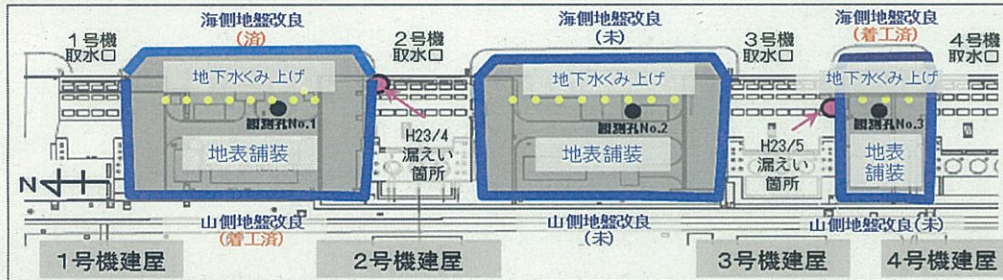 海側地盤改良
(済)
海側地盤改良
(未)
海側地盤改良
(着工済)
1号機
取水口
2号機
取水口
3号機
取水口
4号機
取水口
地下水くみ上げ
地下水くみ上げ
地下水くみ上げ
観測孔No.1
観測孔No.2
観測孔No.3
H23/4
漏えい
箇所
H23/5
漏えい
箇所
地表舗装
地表舗装
地表
舗装
N
山側地盤改良
(着工済)
山側地盤改良
(未)
山側地盤改良(未)
1号機建屋
2号機建屋
3号機建屋
4号機建屋